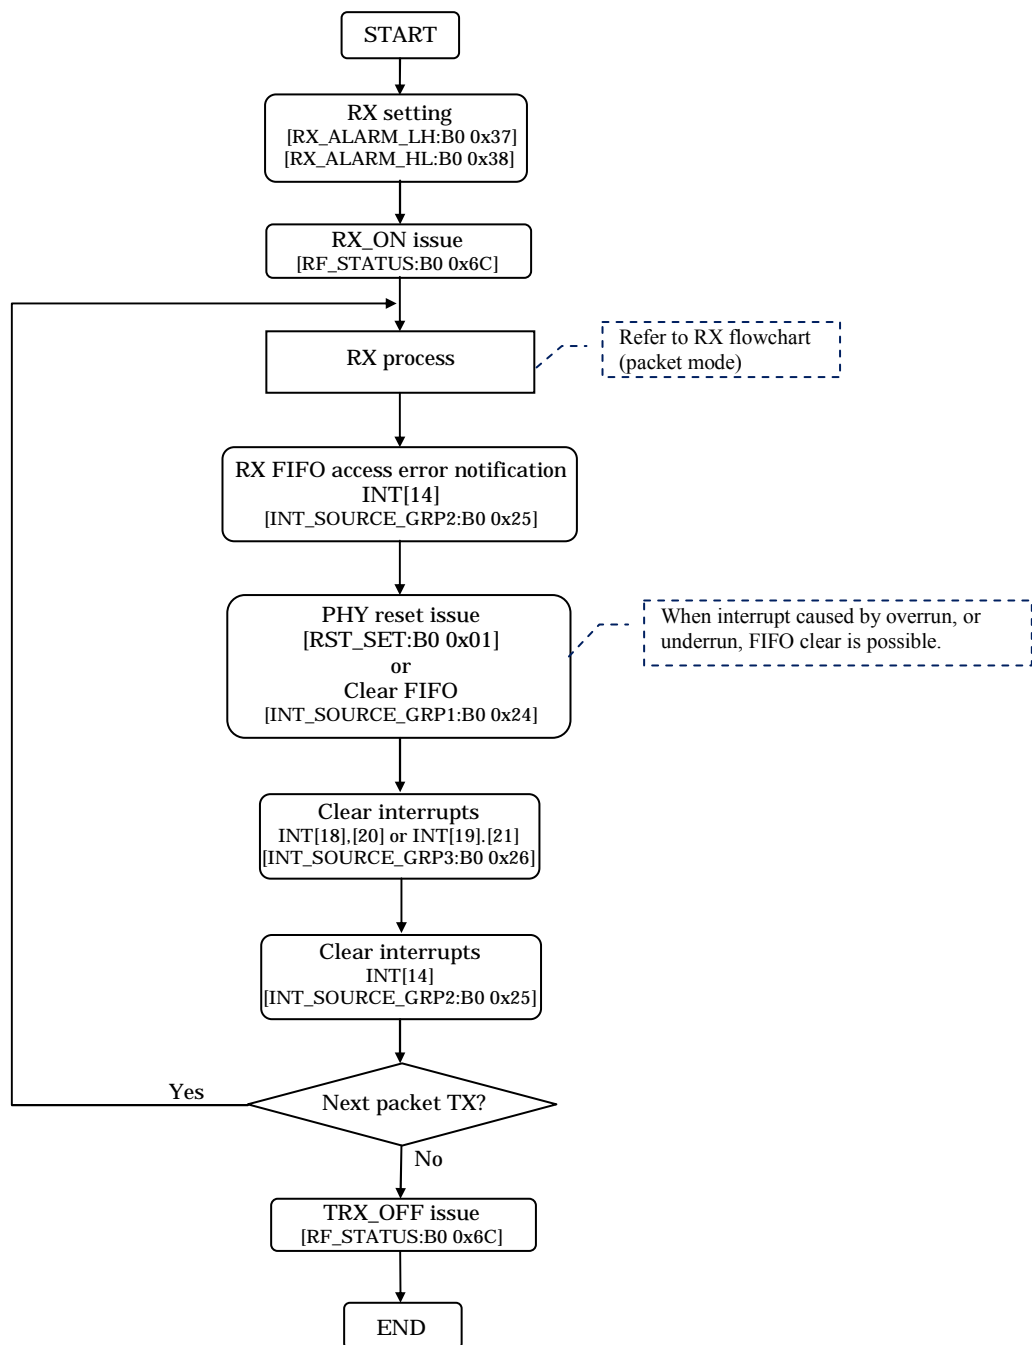 START
RX setting
[RX_ALARM_LH:B0 0x37]
[RX_ALARM_HL:B0 0x38]
RX_ON issue
[RF_STATUS:B0 0x6C]
RX process
Refer to RX flowchart
(packet mode)
RX FIFO access error notification
INT[14]
[INT_SOURCE_GRP2:B0 0x25]
PHY reset issue
[RST_SET:B0 0x01]
or
Clear FIFO
[INT_SOURCE_GRP1:B0 0x24]
When interrupt caused by overrun, or
underrun, FIFO clear is possible.
Clear interrupts
INT[18],[20] or INT[19].[21]
[INT_SOURCE_GRP3:B0 0x26]
Clear interrupts
INT[14]
[INT_SOURCE_GRP2:B0 0x25]
Yes
Next packet TX?
No
TRX_OFF issue
[RF_STATUS:B0 0x6C]
END